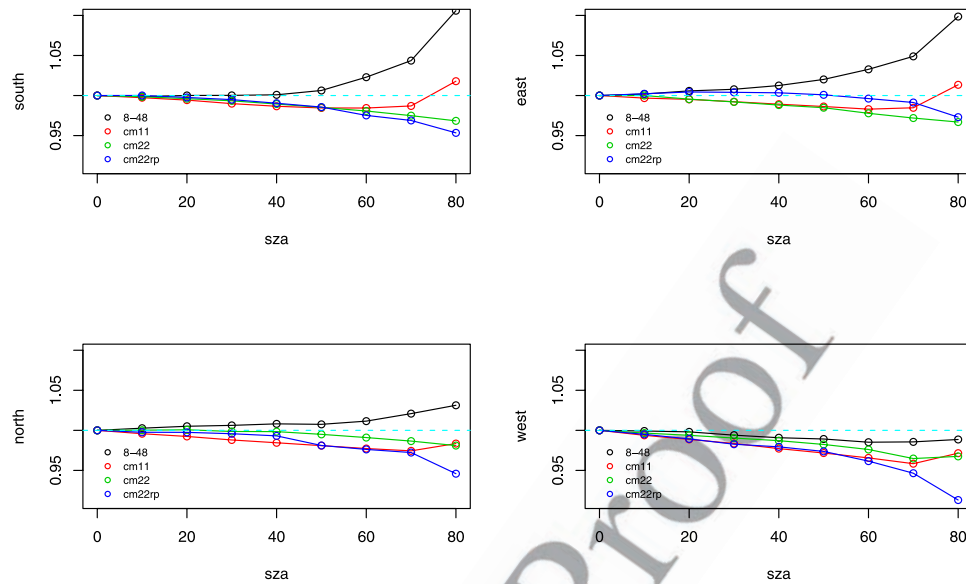 south
1.05
0.95
8-48
cm11
cm22
cm22rp
0 20 40 60 80
sza
east
1.05
0.95
8-48
cm11
cm22
cm22rp
0 20 40 60 80
sza
north
1.05
0.95
8-48
cm11
cm22
cm22rp
0 20 40 60 80
sza
west
1.05
0.95
8-48
cm11
cm22
cm22rp
0 20 40 60 80
sza
Proof